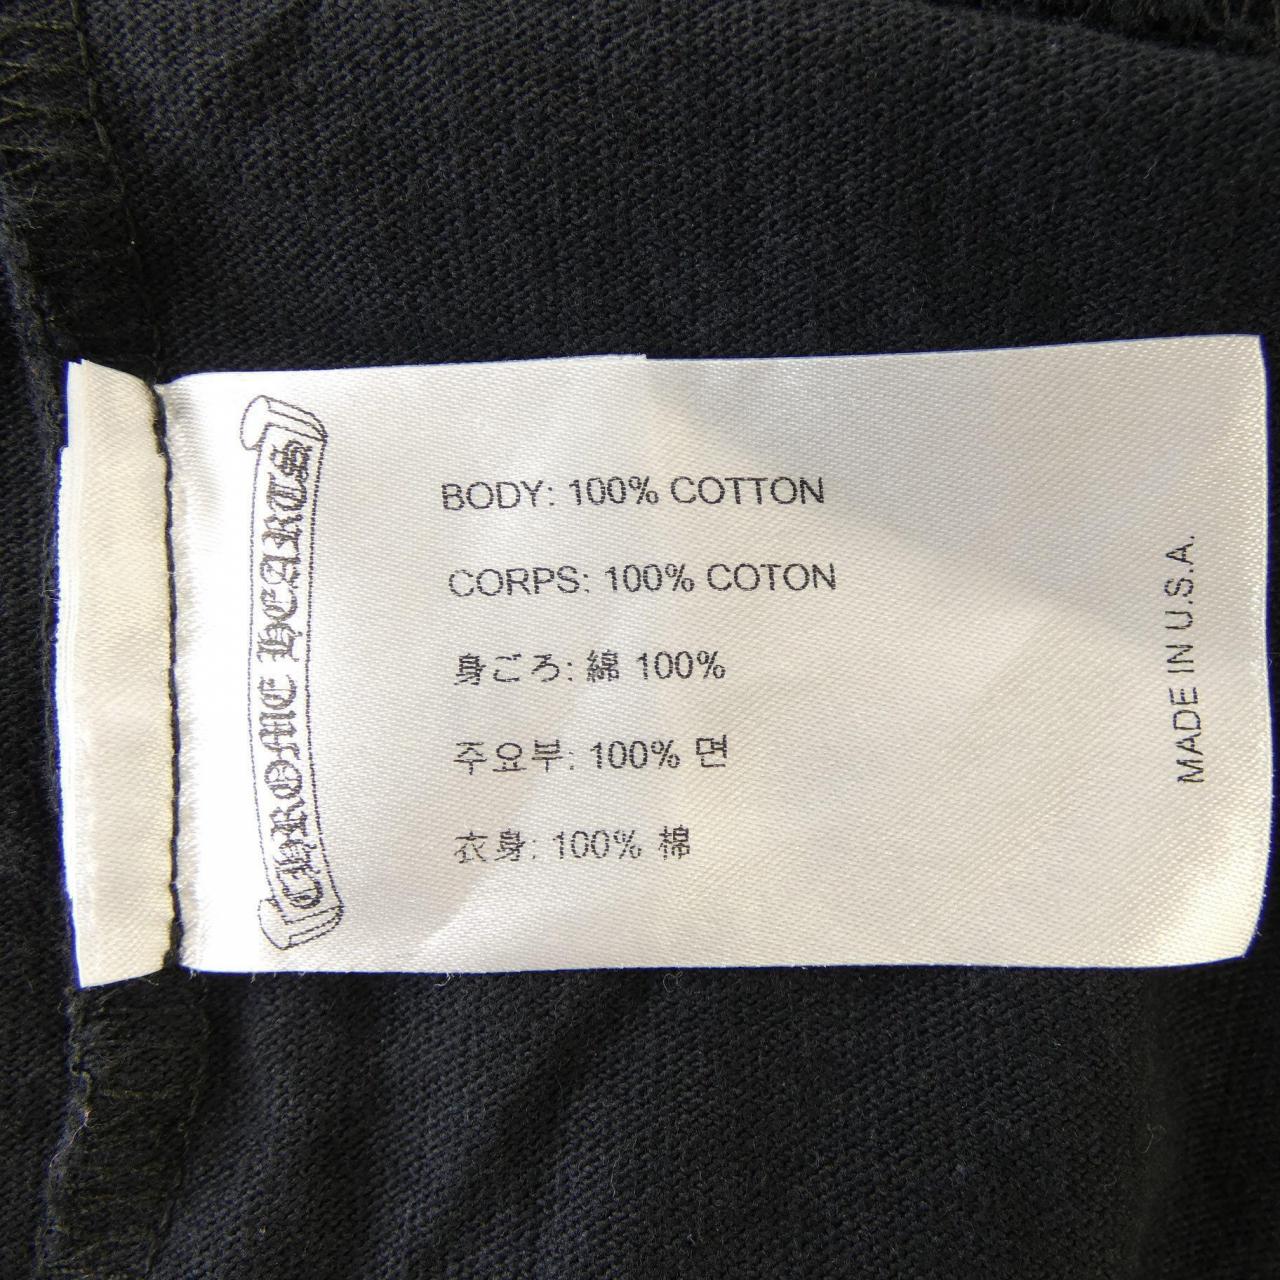 CHROME HEARTS
BODY: 100% COTTON
CORPS: 100% COTON
身ごろ: 綿 100%
주요부: 100% 면
衣身: 100% 棉
MADE IN U.S.A.